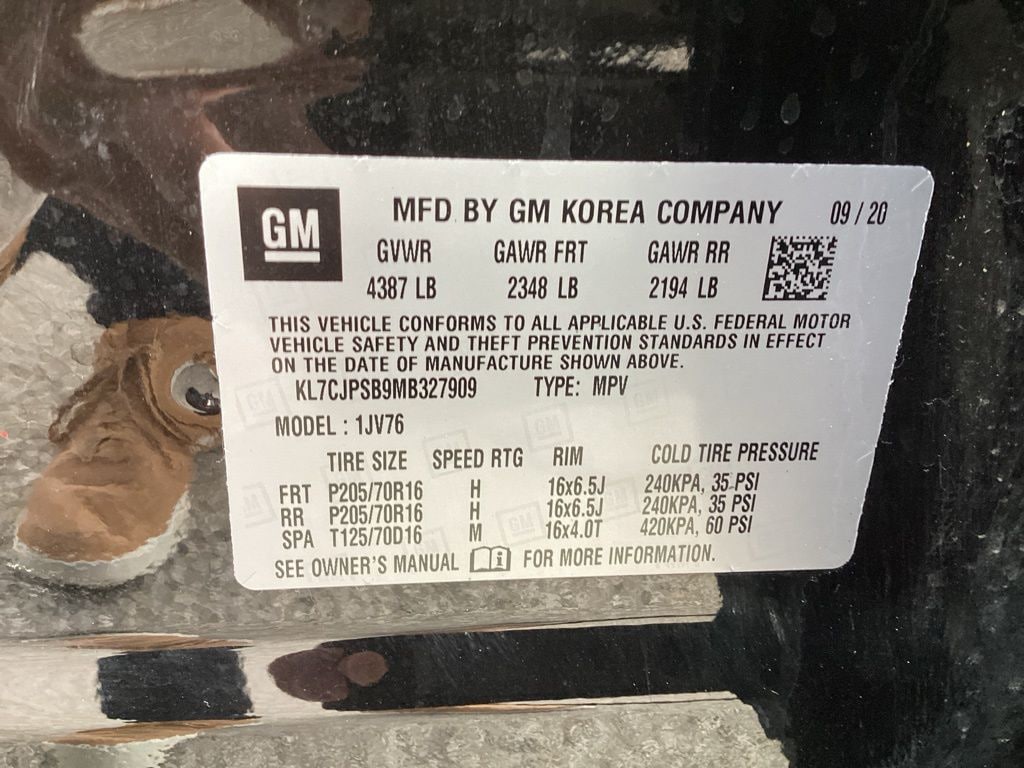 GM
MFD BY GM KOREA COMPANY 09 / 20
GVWR GAWR FRT GAWR RR
4387 LB 2348 LB 2194 LB
THIS VEHICLE CONFORMS TO ALL APPLICABLE U.S. FEDERAL MOTOR
VEHICLE SAFETY AND THEFT PREVENTION STANDARDS IN EFFECT
ON THE DATE OF MANUFACTURE SHOWN ABOVE.
KL7CJPSB9MB327909 TYPE: MPV
MODEL : 1JV76
TIRE SIZE SPEED RTG RIM COLD TIRE PRESSURE
FRT P205/70R16 H 16x6.5J 240KPA, 35 PSI
RR P205/70R16 H 16x6.5J 240KPA, 35 PSI
SPA T125/70D16 M 16x4.0T 420KPA, 60 PSI
SEE OWNER'S MANUAL FOR MORE INFORMATION.